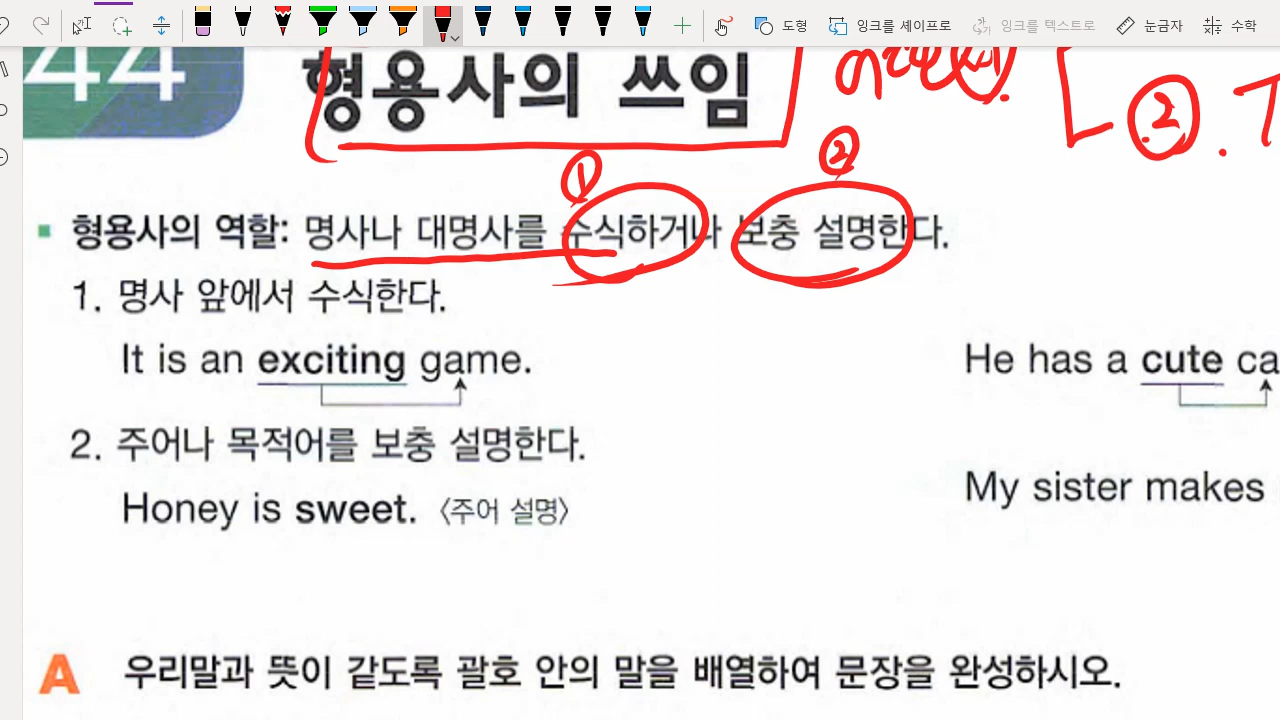 도형 잉크를 셰이프로 잉크를 텍스트로 눈금자 수학
44 형용사의 쓰임
② .
① ②
형용사의 역할: 명사나 대명사를 수식하거나 보충 설명한다.
1. 명사 앞에서 수식한다.
It is an exciting game. He has a cute ca
2. 주어나 목적어를 보충 설명한다.
Honey is sweet. 〈주어 설명〉 My sister makes
A 우리말과 뜻이 같도록 괄호 안의 말을 배열하여 문장을 완성하시오.